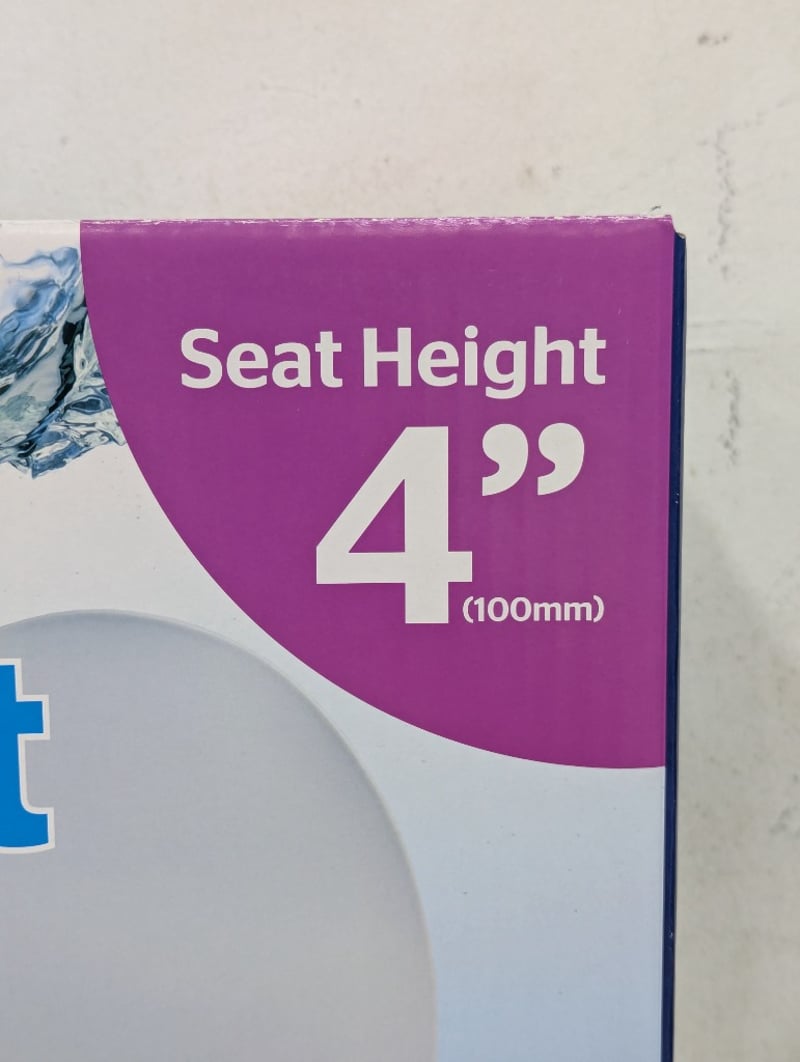 Seat Height
4”
(100mm)
t